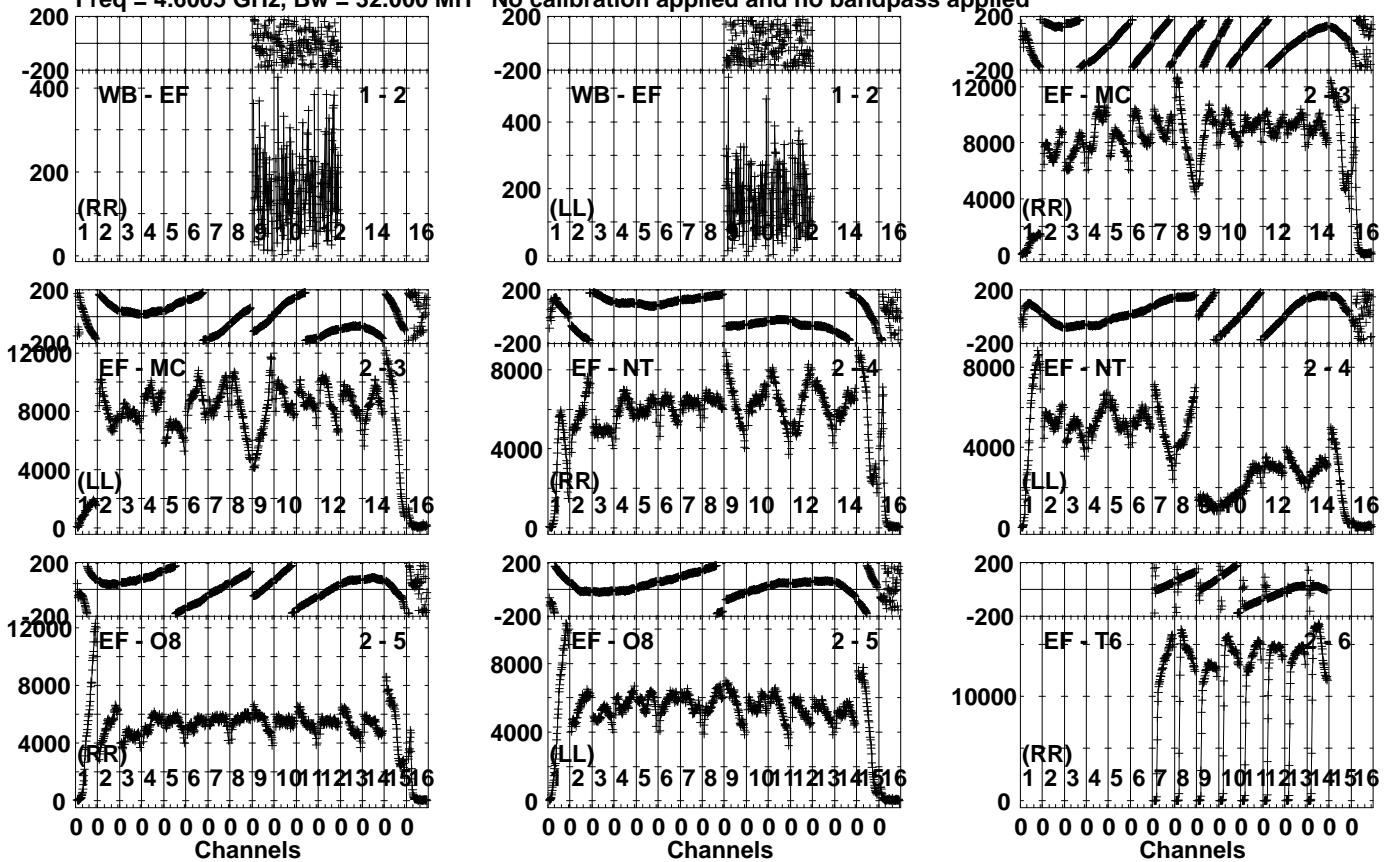 Freq = 4.6005 GHz, Bw = 32.000 MH No calibration applied and no bandpass applied
200 200 200
-200 -200 -200
400 WB - EF 1 - 2
WB - EF 1 - 2
400
12000 EF - MC 2 - 3
8000
200 200
4000
(RR) (LL) (RR)
1 2 3 4 5 6 7 8 9 10 12 14 16
1 2 3 4 5 6 7 8 9 10 12 14 16
1 2 3 4 5 6 7 8 9 10 12 14 16
0 0 0
200 200 200
-200 -200 -200
12000 EF - MC 2 - 3
8000 EF - NT 2 - 4
8000 EF - NT 2 - 4
8000
4000 4000 4000
(LL) (RR) (LL)
1 2 3 4 5 6 7 8 9 10 12 14 16
1 2 3 4 5 6 7 8 9 10 12 14 16
1 2 3 4 5 6 7 8 9 10 12 14 16
0 0 0
200 200 200
-200 -200 -200
12000 EF - O8 2 - 5
EF - O8 2 - 5
EF - T6 2 - 6
8000 8000 10000
4000 4000
(RR) (LL) (RR)
1 2 3 4 5 6 7 8 9 10 11 12 13 14 15 16
1 2 3 4 5 6 7 8 9 10 11 12 13 14 15 16
1 2 3 4 5 6 7 8 9 10 11 12 13 14 15 16
0 0 0
0 0 0 0 0 0 0 0 0 0 0 0 0 0 0 0
0 0 0 0 0 0 0 0 0 0 0 0 0 0 0 0
0 0 0 0 0 0 0 0 0 0 0 0 0 0 0 0
Channels Channels Channels